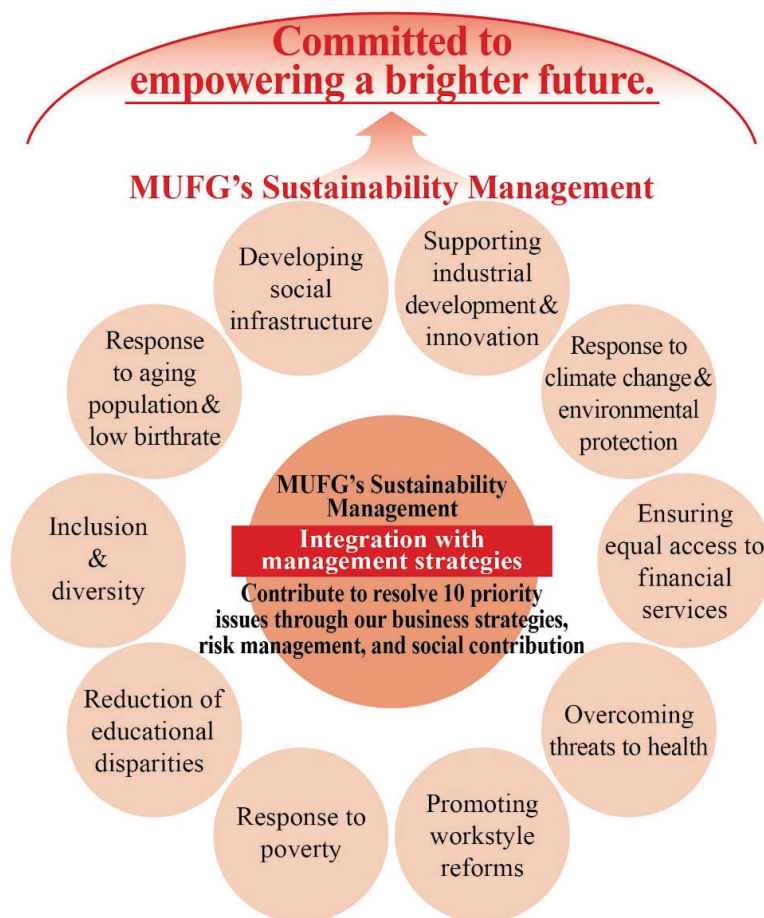 Committed to
empowering a brighter future.
MUFG's Sustainability Management
Developing
social
infrastructure
Supporting
industrial
development &
innovation
Response
to aging
population &
low birthrate
Response to
climate change &
environmental
protection
MUFG's Sustainability
Management
Integration with
management strategies
Contribute to resolve 10 priority
issues through our business strategies,
risk management, and social contribution
Inclusion
&
diversity
Ensuring
equal access to
financial
services
Reduction of
educational
disparities
Overcoming
threats to health
Response to
poverty
Promoting
workstyle
reforms